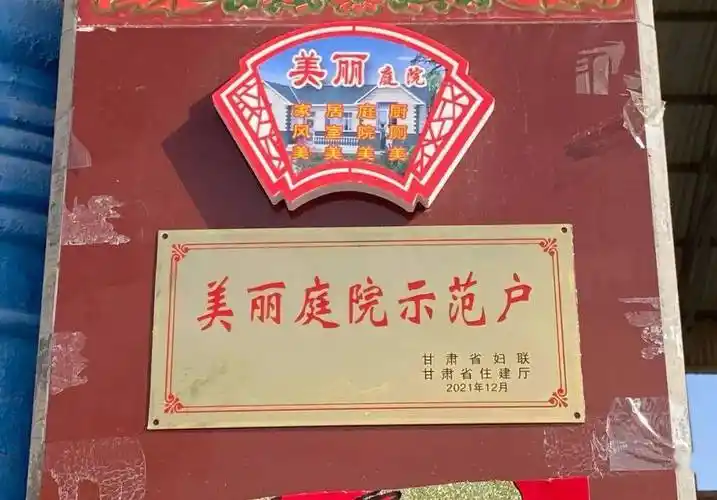 美丽庭院
家居庭厨
风室院厕
美美美美
美丽庭院示范户
甘肃省妇联
甘肃省住建厅
2021年12月